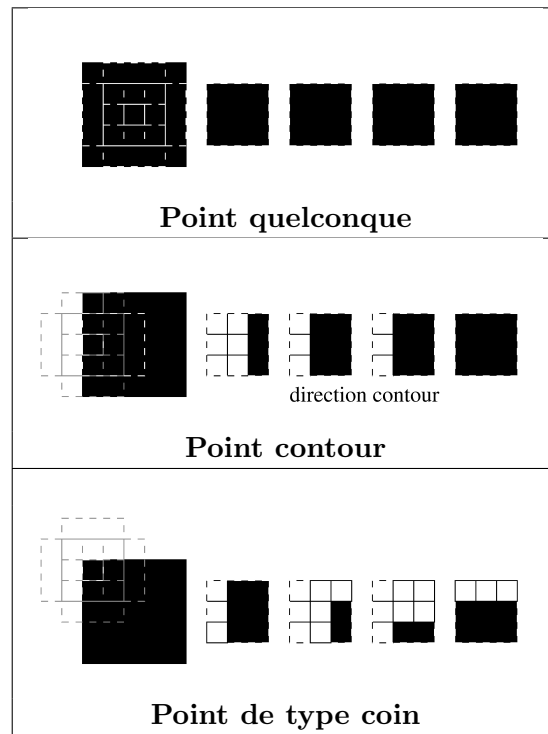 Point quelconque
direction contour
Point contour
Point de type coin